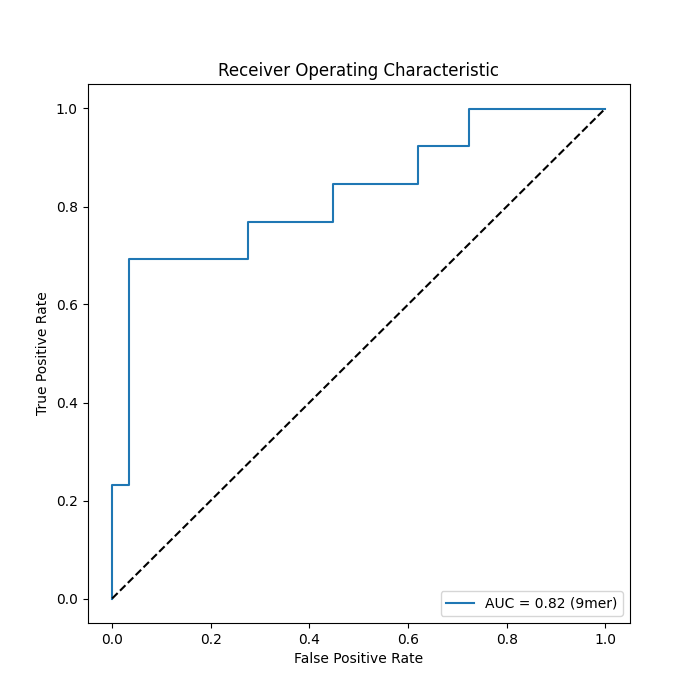 Receiver Operating Characteristic
1.0
0.8
0.6
0.4
0.2
0.0
True Positive Rate
AUC = 0.82 (9mer)
0.0 0.2 0.4 0.6 0.8 1.0
False Positive Rate